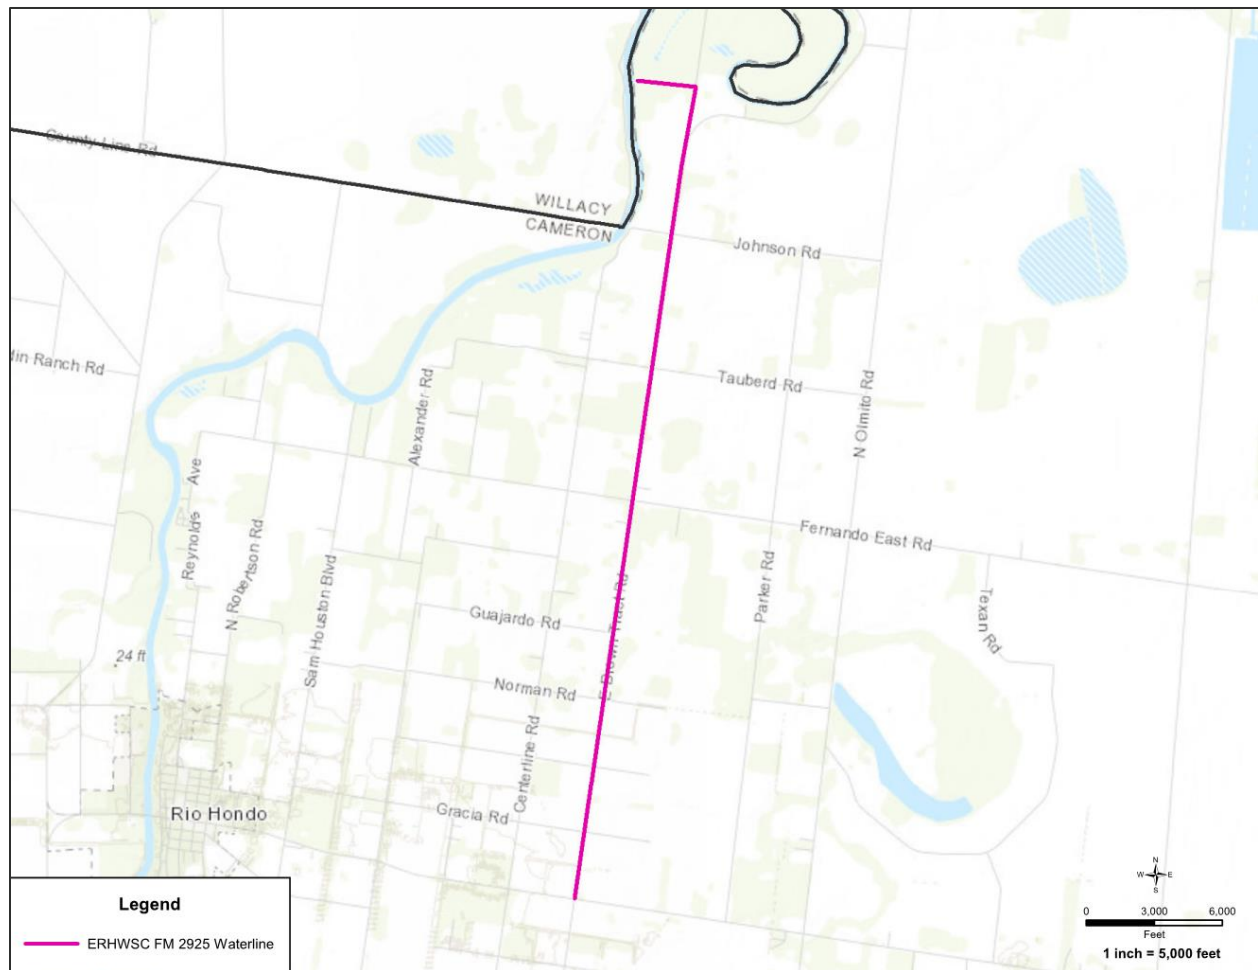 County Line Rd
WILLACY
CAMERON
Johnson Rd
din Ranch Rd
Tauberd Rd
Alexander Rd
N Olmito Rd
Reynolds Ave
N Robertson Rd
Fernando East Rd
Sam Houston Blvd
Parker Rd
Texan Rd
Guajardo Rd
E Brown Tract Rd
24 ft
Norman Rd
Centerline Rd
Rio Hondo
Gracia Rd
N
W E
S
Legend
ERHWSC FM 2925 Waterline
0 3,000 6,000
Feet
1 inch = 5,000 feet